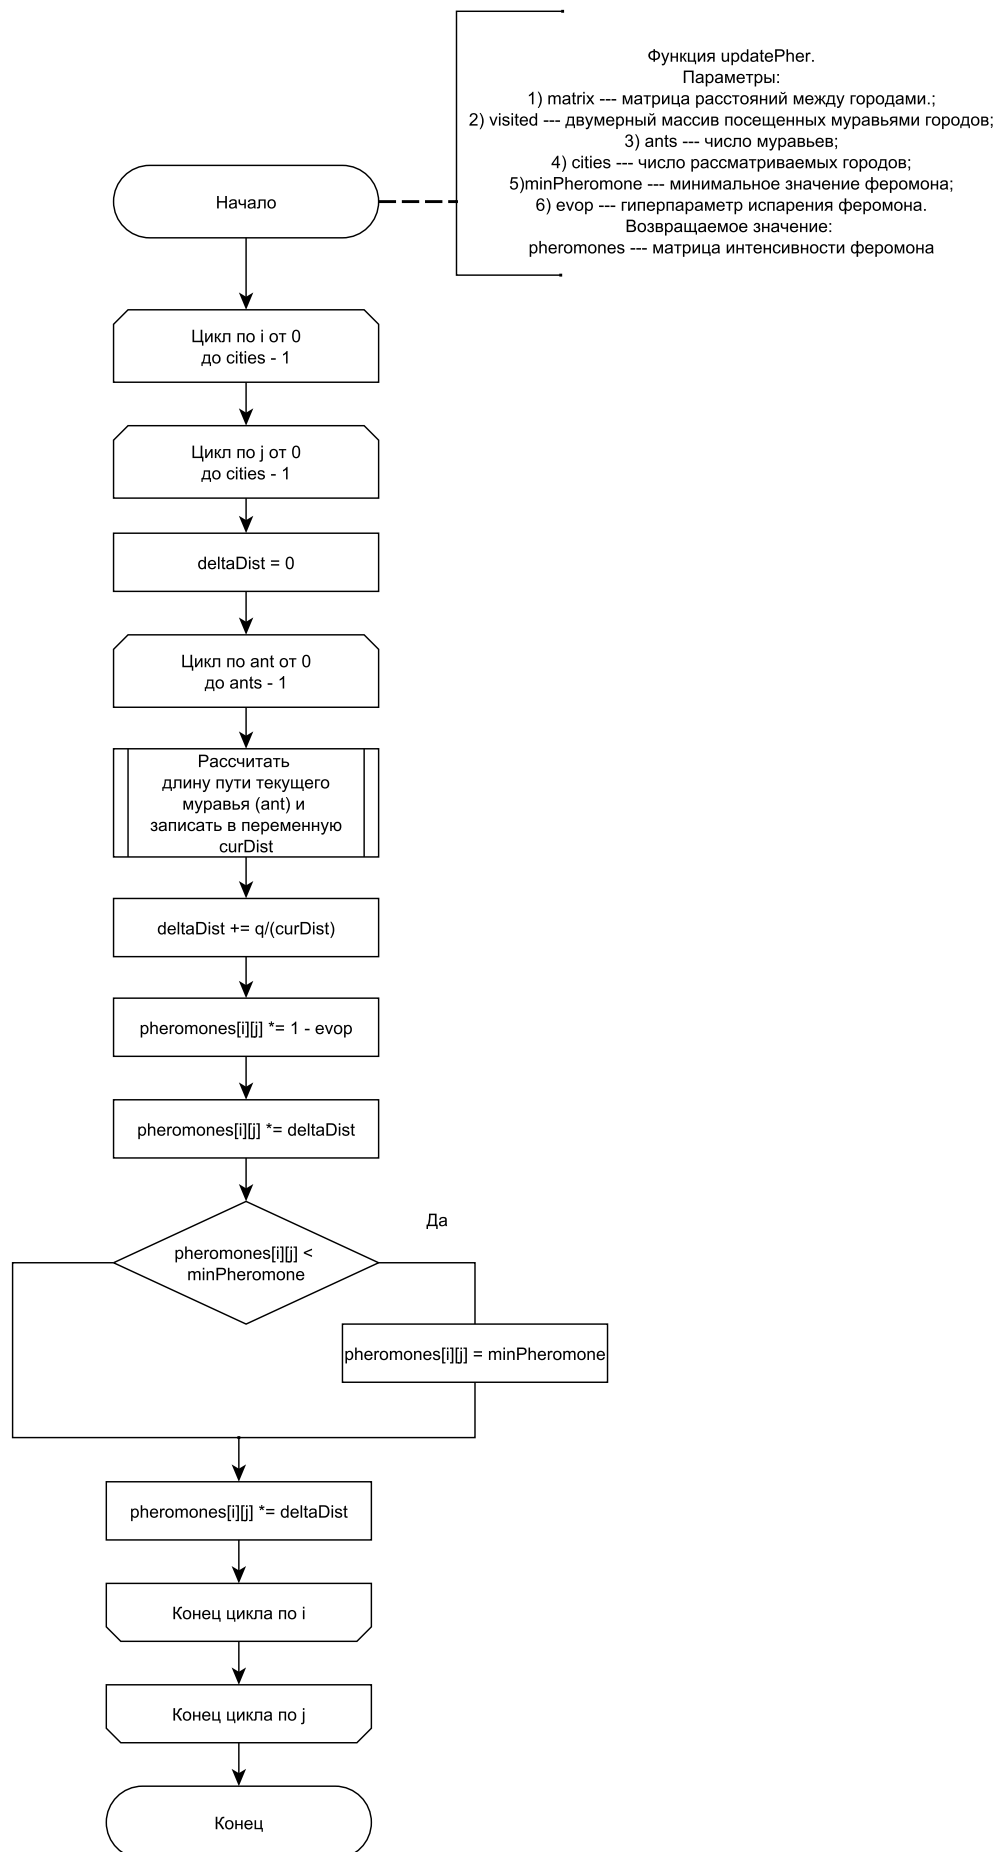 Функция updatePher.
Параметры:
1) matrix --- матрица расстояний между городами.;
2) visited --- двумерный массив посещенных муравьями городов;
3) ants --- число муравьев;
4) cities --- число рассматриваемых городов;
5)minPheromone --- минимальное значение феромона;
6) evop --- гиперпараметр испарения феромона.
Возвращаемое значение:
pheromones --- матрица интенсивности феромона
Начало
Цикл по i от 0
до cities - 1
Цикл по j от 0
до cities - 1
deltaDist = 0
Цикл по ant от 0
до ants - 1
Рассчитать
длину пути текущего
муравья (ant) и
записать в переменную
curDist
deltaDist += q/(curDist)
pheromones[i][j] *= 1 - evop
pheromones[i][j] *= deltaDist
Да
pheromones[i][j] <
minPheromone
pheromones[i][j] = minPheromone
pheromones[i][j] *= deltaDist
Конец цикла по i
Конец цикла по j
Конец